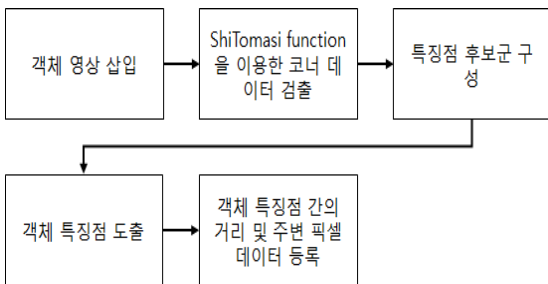 객체 영상 삽입
ShiTomasi function
을 이용한 코너 데
이터 검출
특징점 후보군 구
성
객체 특징점 도출
객체 특징점 간의
거리 및 주변 픽셀
데이터 등록